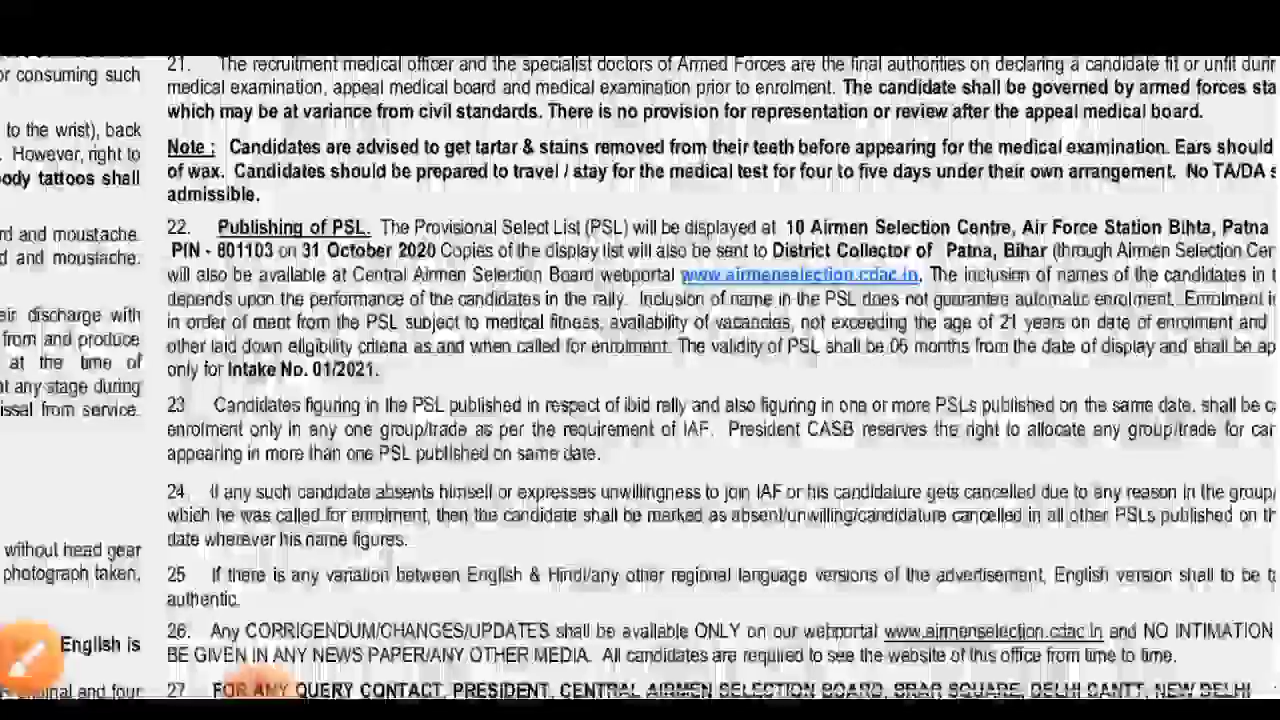 or consuming such
to the wrist), back
. However, right to
body tattoos shall
rd and moustache.
d and moustache.
eir discharge with
from and produce
at the time of
at any stage during
issal from service.
without head gear
photograph taken,
English is
and four
21. The recruitment medical officer and the specialist doctors of Armed Forces are the final authorities on declaring a candidate fit or unfit durin
medical examination, appeal medical board and medical examination prior to enrolment. The candidate shall be governed by armed forces sta
which may be at variance from civil standards. There is no provision for representation or review after the appeal medical board.
Note : Candidates are advised to get tartar & stains removed from their teeth before appearing for the medical examination. Ears should
of wax. Candidates should be prepared to travel / stay for the medical test for four to five days under their own arrangement. No TA/DA s
admissible.
22. Publishing of PSL. The Provisional Select List (PSL) will be displayed at 10 Airmen Selection Centre, Air Force Station Bihta, Patna
PIN - 801103 on 31 October 2020 Copies of the display list will also be sent to District Collector of Patna, Bihar (through Airmen Selection Cen
will also be available at Central Airmen Selection Board webportal www.airmenselection.cdac.in. The inclusion of names of the candidates in t
depends upon the performance of the candidates in the rally. Inclusion of name in the PSL does not guarantee automatic enrolment. Enrolment i
in order of merit from the PSL subject to medical fitness, availability of vacancies, not exceeding the age of 21 years on date of enrolment and
other laid down eligibility criteria as and when called for enrolment. The validity of PSL shall be 06 months from the date of display and shall be ap
only for Intake No. 01/2021.
23 Candidates figuring in the PSL published in respect of ibid rally and also figuring in one or more PSLs published on the same date, shall be c
enrolment only in any one group/trade as per the requirement of IAF. President CASB reserves the right to allocate any group/trade for can
appearing in more than one PSL published on same date.
24 If any such candidate absents himself or expresses unwillingness to join IAF or his candidature gets cancelled due to any reason in the group/
which he was called for enrolment, then the candidate shall be marked as absent/unwilling/candidature cancelled in all other PSLs published on th
date wherever his name figures.
25 If there is any variation between English & Hindi/any other regional language versions of the advertisement, English version shall to be t
authentic.
26. Any CORRIGENDUM/CHANGES/UPDATES shall be available ONLY on our webportal www.airmenselection.cdac.in and NO INTIMATION
BE GIVEN IN ANY NEWS PAPER/ANY OTHER MEDIA. All candidates are required to see the website of this office from time to time.
27 FOR ANY QUERY CONTACT, PRESIDENT, CENTRAL AIRMEN SELECTION BOARD, BRAR SQUARE, DELHI CANTT, NEW DELHI